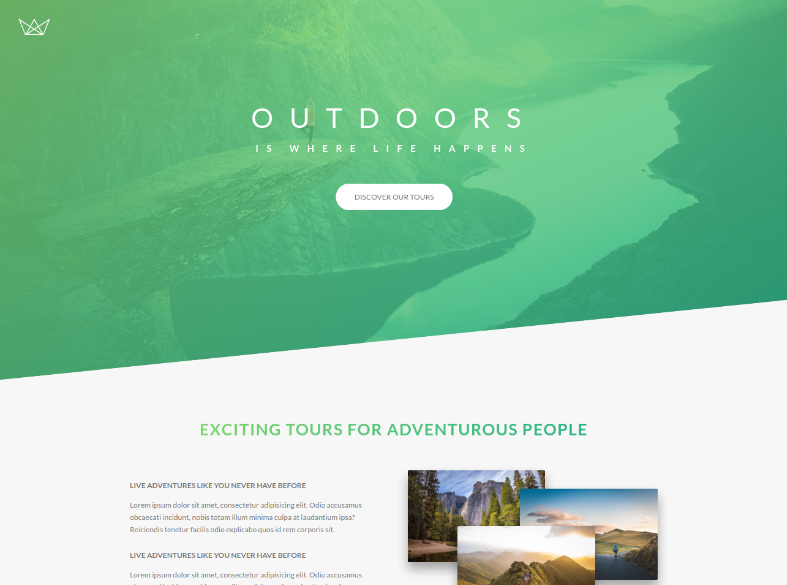 OUTDOORS
IS WHERE LIFE HAPPENS
DISCOVER OUR TOURS
EXCITING TOURS FOR ADVENTUROUS PEOPLE
LIVE ADVENTURES LIKE YOU NEVER HAVE BEFORE
Lorem ipsum dolor sit amet, consectetur adipisicing elit. Odio accusamus
obcaecati incidunt, nobis totam illum minima culpa at laudantium ipsa?
Reiciendis tenetur facilis odio explicabo quos id rem corporis sit.
LIVE ADVENTURES LIKE YOU NEVER HAVE BEFORE
Lorem ipsum dolor sit amet, consectetur adipisicing elit. Odio accusamus